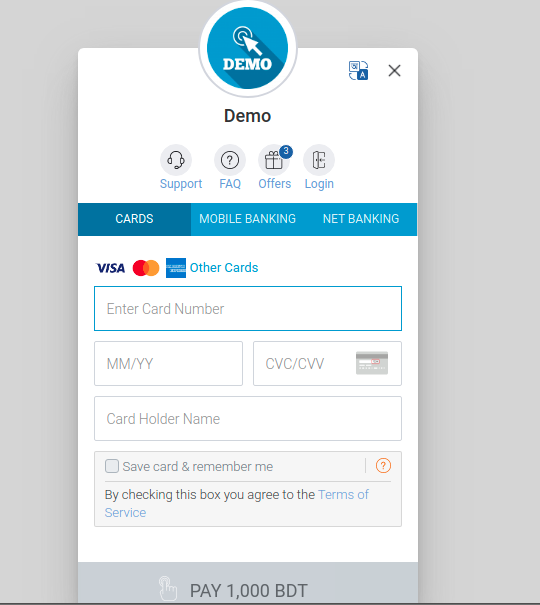 DEMO
Demo
3
Support FAQ Offers Login
CARDS MOBILE BANKING NET BANKING
VISA Other Cards
Enter Card Number
MM/YY CVC/CVV
Card Holder Name
Save card & remember me ?
By checking this box you agree to the Terms of
Service
PAY 1,000 BDT